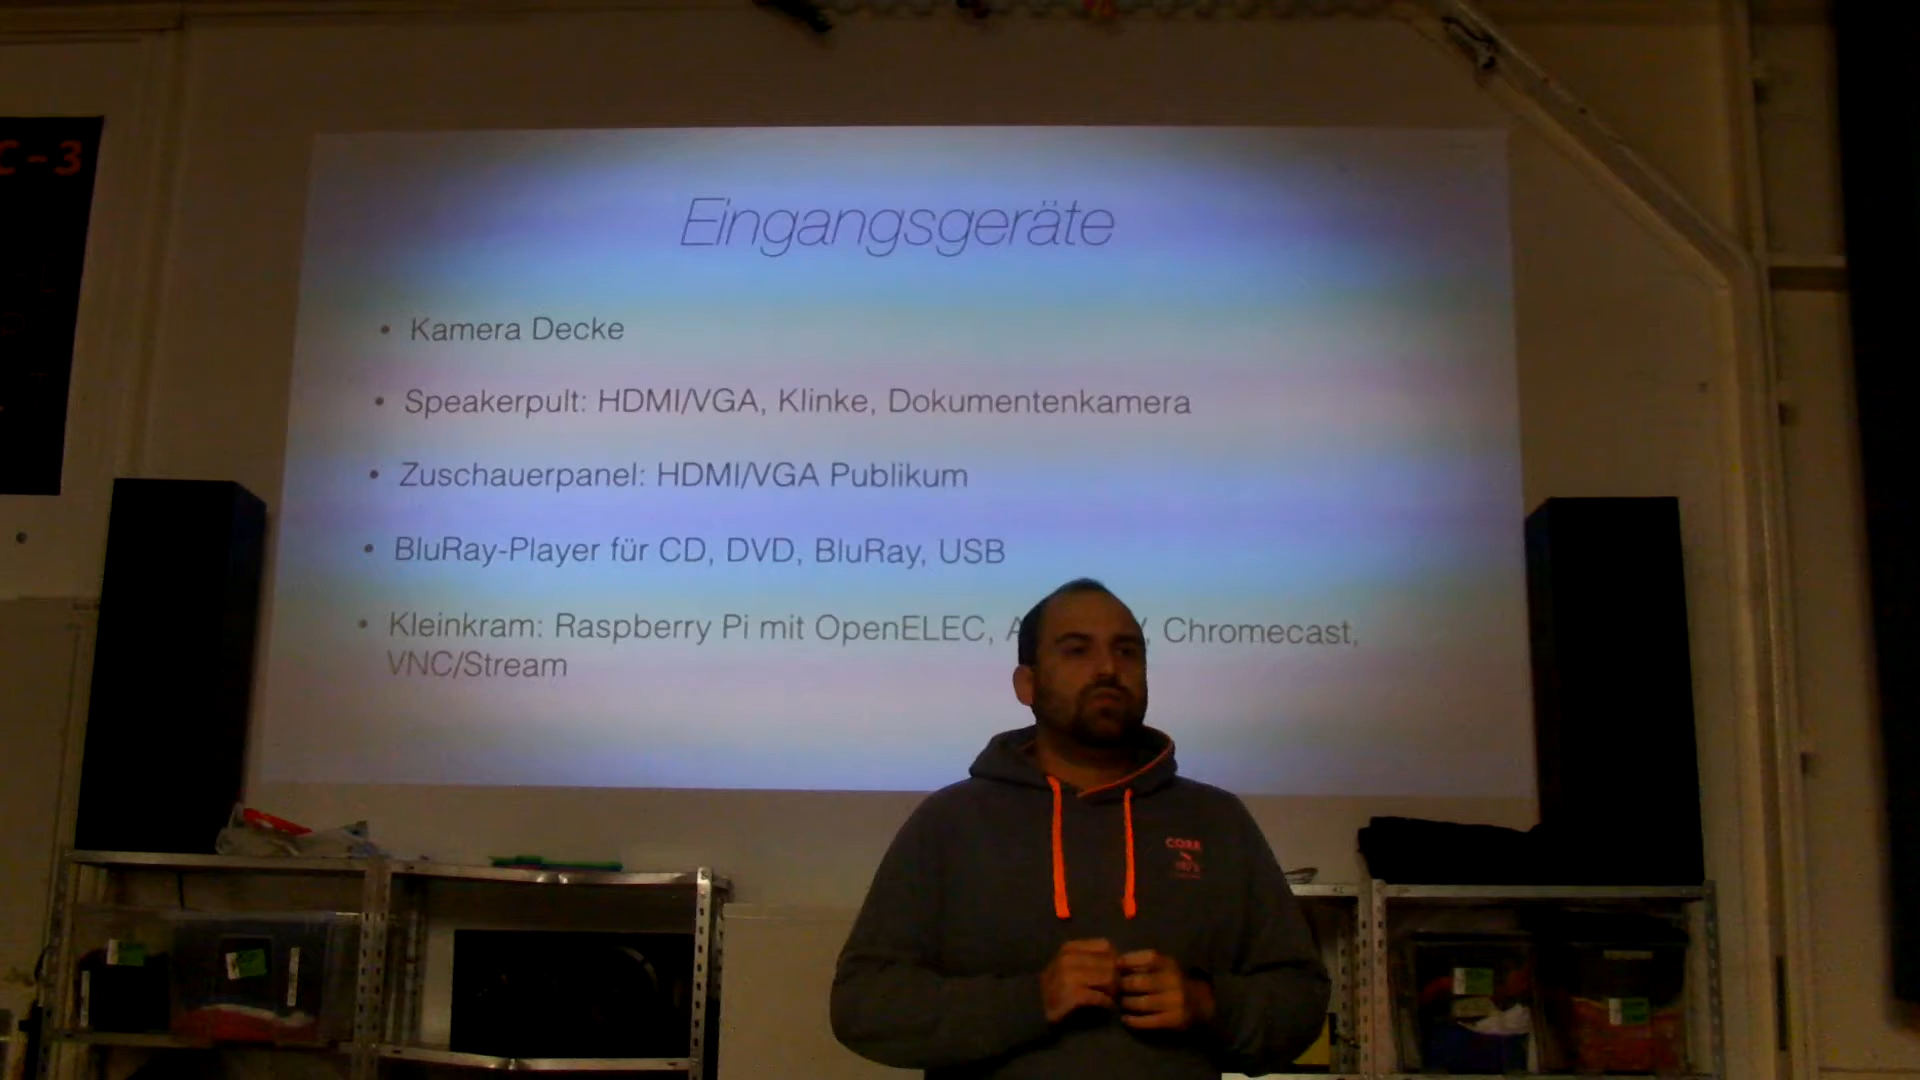 C-3
Eingangsgeräte
• Kamera Decke
• Speakerpult: HDMI/VGA, Klinke, Dokumentenkamera
• Zuschauerpanel: HDMI/VGA Publikum
• BluRay-Player für CD, DVD, BluRay, USB
• Kleinkram: Raspberry Pi mit OpenELEC, Chromecast,
VNC/Stream